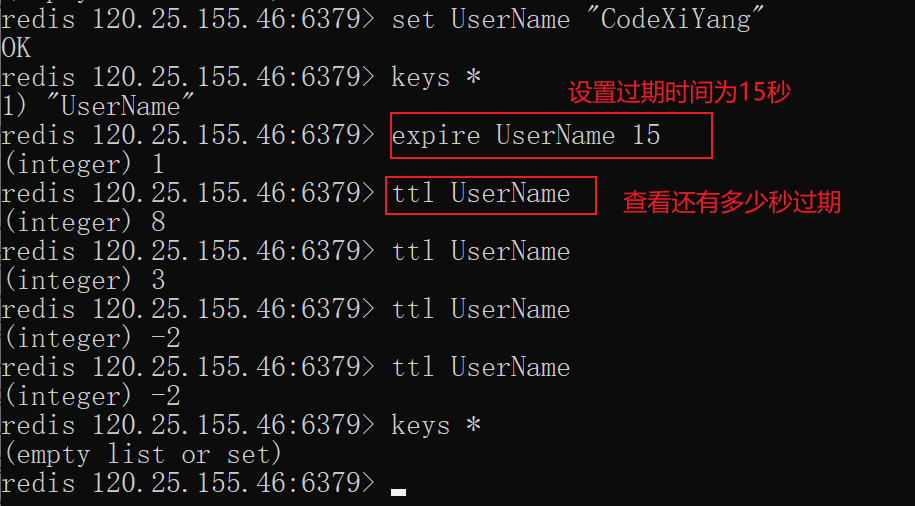 redis 120.25.155.46:6379> set UserName "CodeXiYang"
OK
redis 120.25.155.46:6379> keys *
1) "UserName"
设置过期时间为15秒
redis 120.25.155.46:6379> expire UserName 15
(integer) 1
redis 120.25.155.46:6379> ttl UserName
查看还有多少秒过期
(integer) 8
redis 120.25.155.46:6379> ttl UserName
(integer) 3
redis 120.25.155.46:6379> ttl UserName
(integer) -2
redis 120.25.155.46:6379> ttl UserName
(integer) -2
redis 120.25.155.46:6379> keys *
(empty list or set)
redis 120.25.155.46:6379>